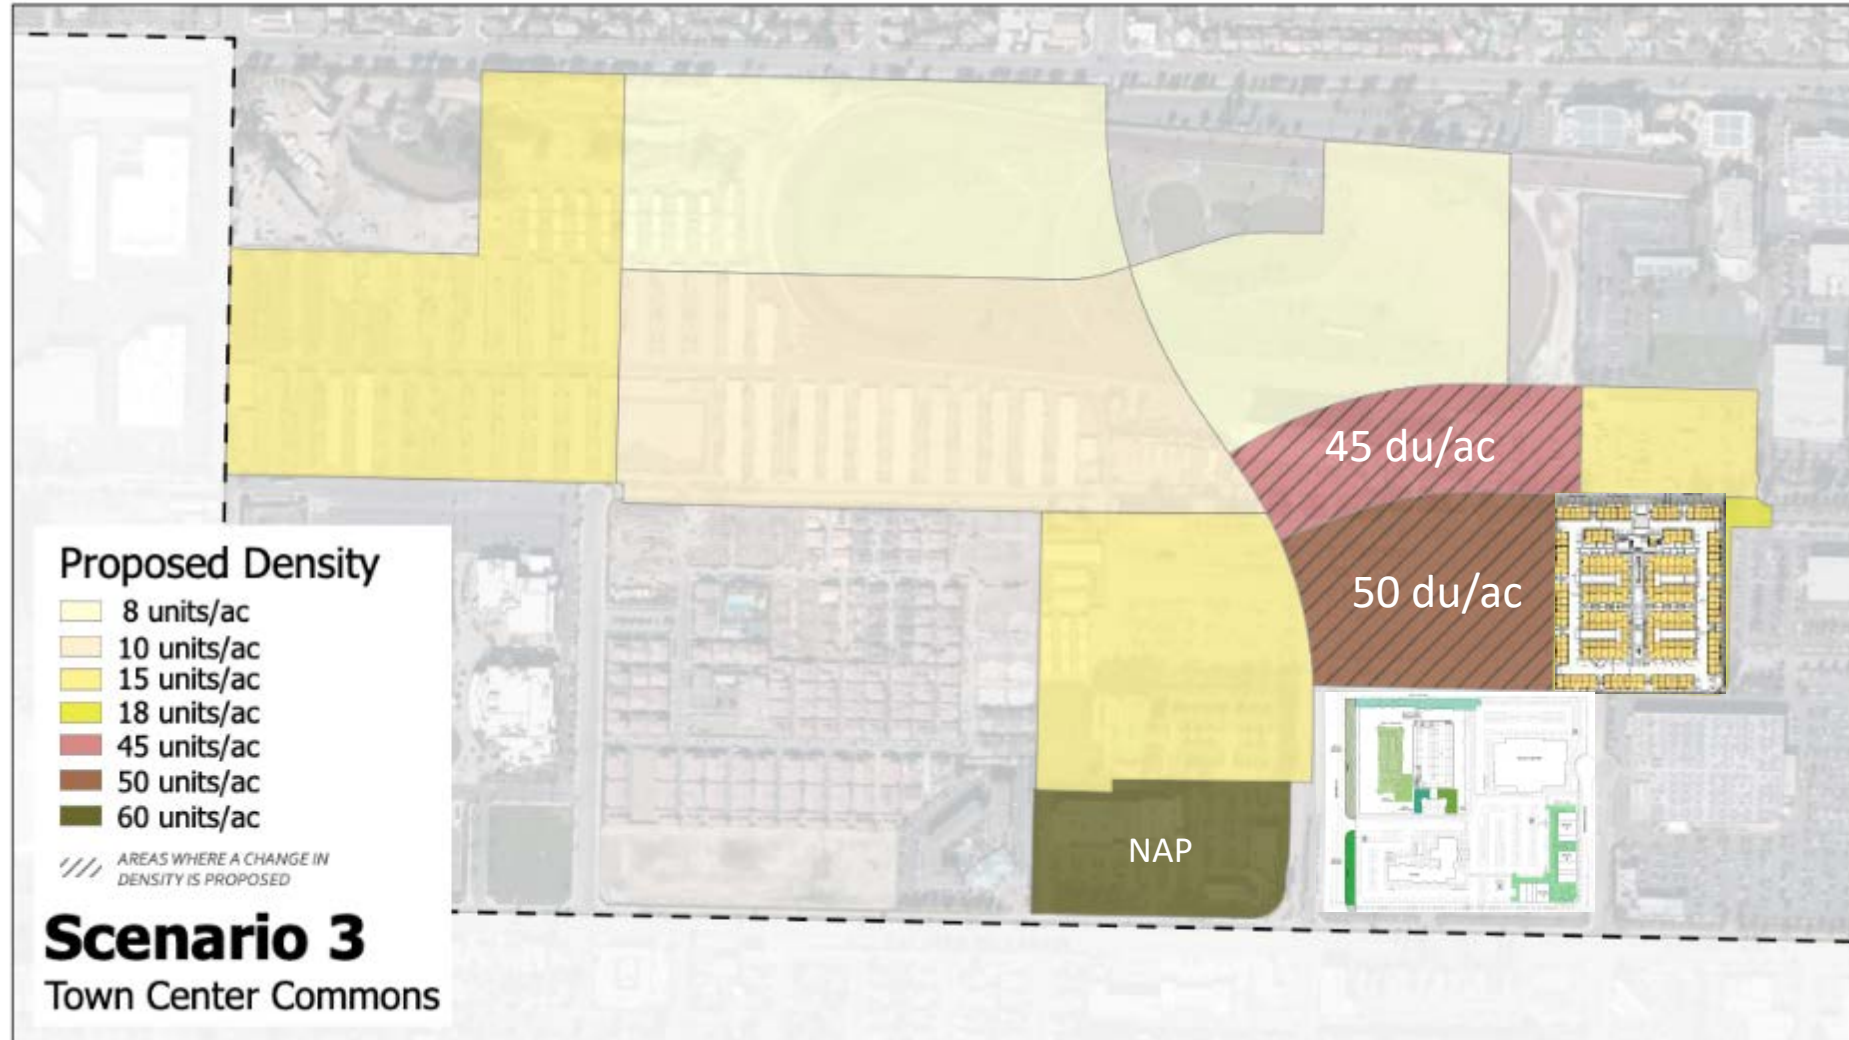 45 du/ac
50 du/ac
NAP
Proposed Density
8 units/ac
10 units/ac
15 units/ac
18 units/ac
45 units/ac
50 units/ac
60 units/ac
AREAS WHERE A CHANGE IN
DENSITY IS PROPOSED
Scenario 3
Town Center Commons